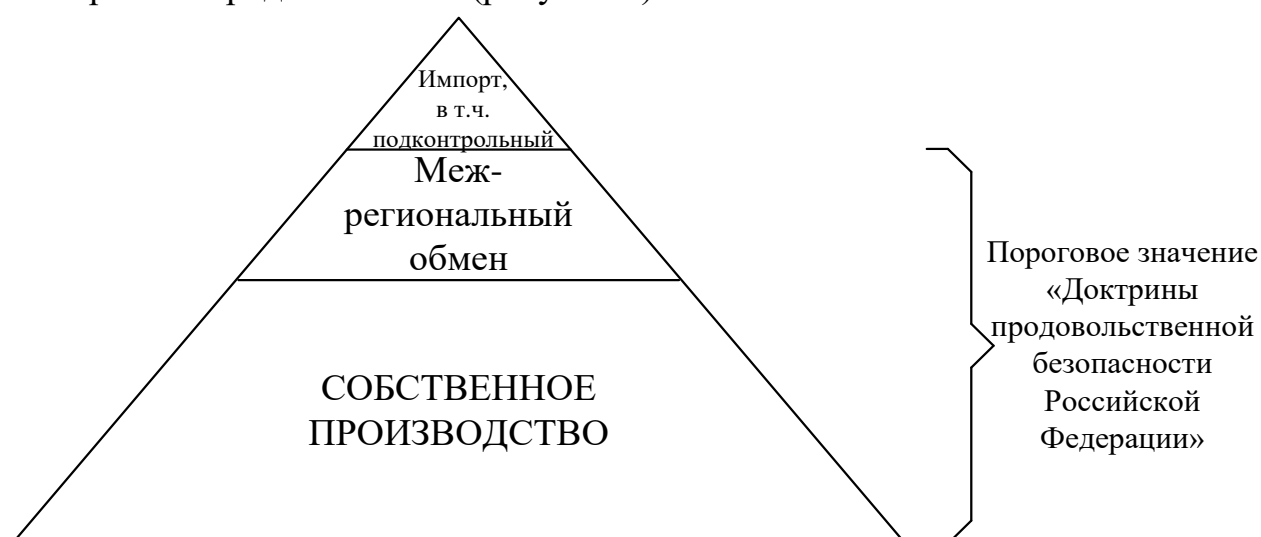 Импорт,
в т.ч.
подконтрольный
Меж-
региональный
обмен
СОБСТВЕННОЕ
ПРОИЗВОДСТВО
Пороговое значение
«Доктрины
продовольственной
безопасности
Российской
Федерации»